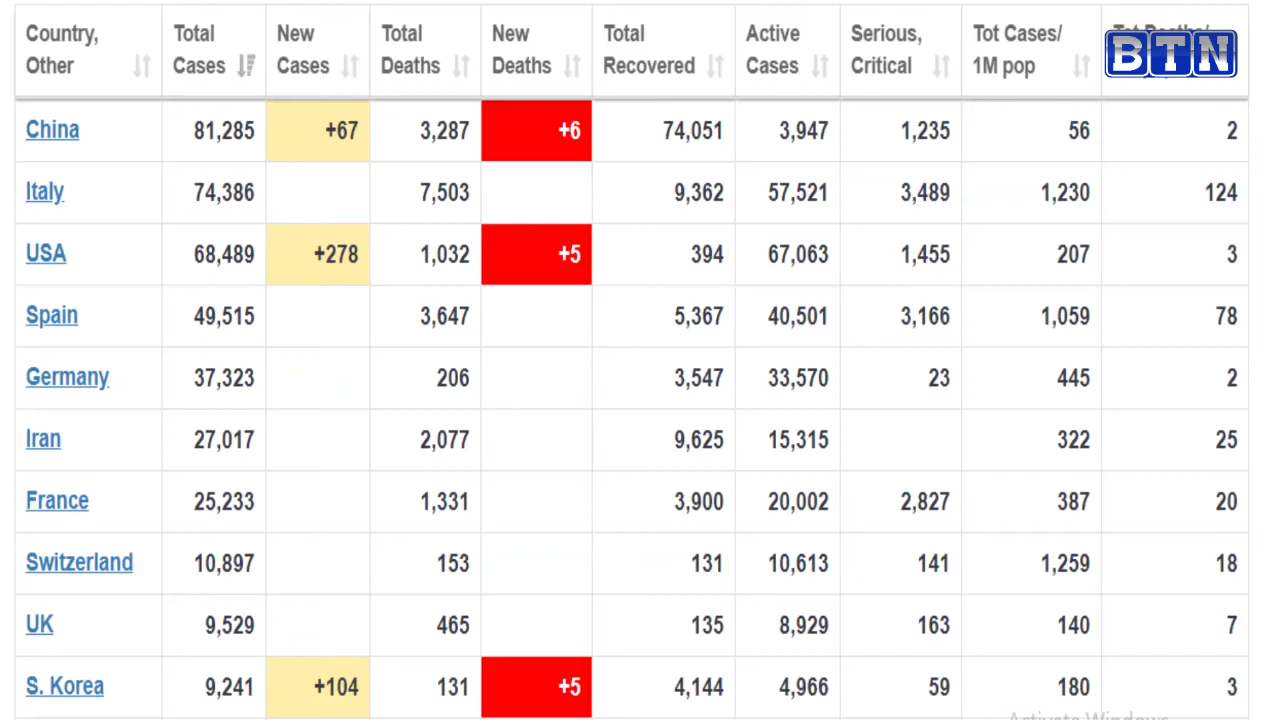 Country, Other Total Cases New Cases Total Deaths New Deaths Total Recovered Active Cases Serious, Critical Tot Cases/ 1M pop BTN
China 81,285 +67 3,287 +6 74,051 3,947 1,235 56 2
Italy 74,386 7,503 9,362 57,521 3,489 1,230 124
USA 68,489 +278 1,032 +5 394 67,063 1,455 207 3
Spain 49,515 3,647 5,367 40,501 3,166 1,059 78
Germany 37,323 206 3,547 33,570 23 445 2
Iran 27,017 2,077 9,625 15,315 322 25
France 25,233 1,331 3,900 20,002 2,827 387 20
Switzerland 10,897 153 131 10,613 141 1,259 18
UK 9,529 465 135 8,929 163 140 7
S. Korea 9,241 +104 131 +5 4,144 4,966 59 180 3